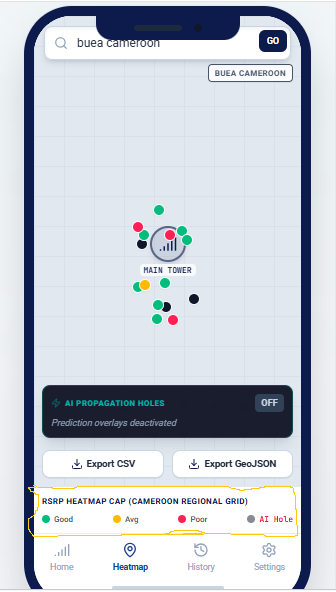 buea cameroon
GO
BUEA CAMEROON
MAIN TOWER
AI PROPAGATION HOLES
OFF
Prediction overlays deactivated
Export CSV
Export GeoJSON
RSRP HEATMAP CAP (CAMEROON REGIONAL GRID)
Good Avg Poor AI Hole
Home Heatmap History Settings